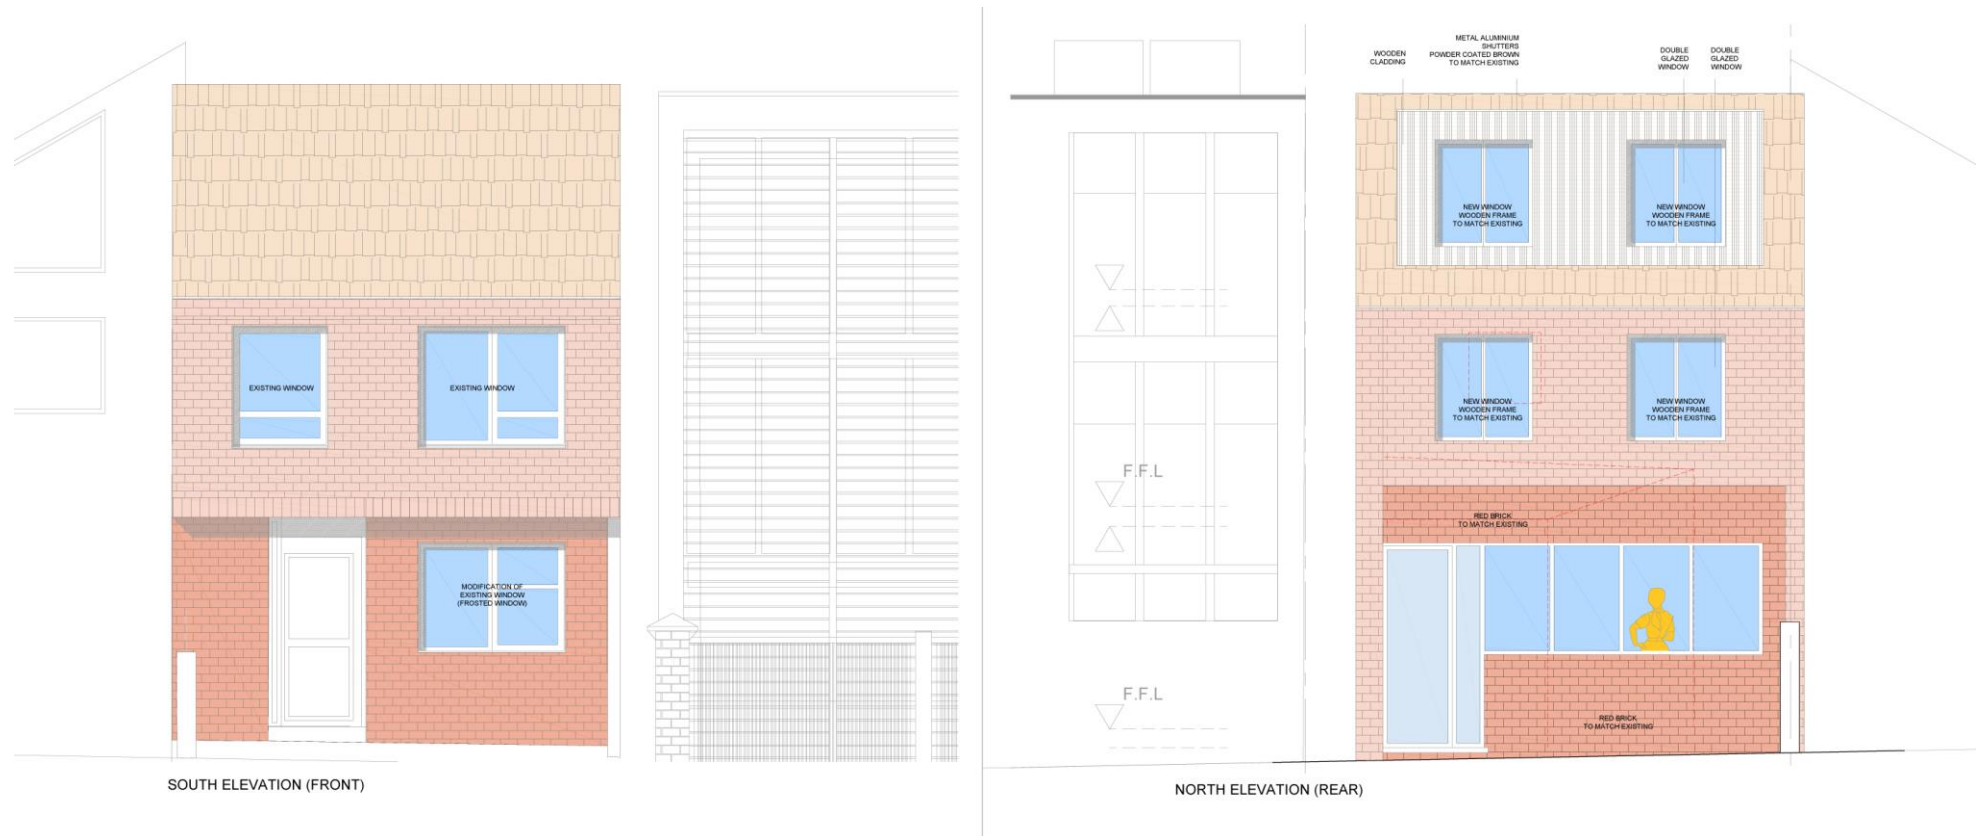 EXISTING WINDOW
EXISTING WINDOW
MODIFICATION OF
EXISTING WINDOW
(FROSTED WINDOW)
SOUTH ELEVATION (FRONT)
F.F.L
F.F.L
WOODEN
CLADDING
METAL ALUMINIUM
SHUTTERS
POWDER COATED BROWN
TO MATCH EXISTING
DOUBLE
GLAZED
WINDOW
DOUBLE
GLAZED
WINDOW
NEW WINDOW
WOODEN FRAME
TO MATCH EXISTING
NEW WINDOW
WOODEN FRAME
TO MATCH EXISTING
NEW WINDOW
WOODEN FRAME
TO MATCH EXISTING
NEW WINDOW
WOODEN FRAME
TO MATCH EXISTING
RED BRICK
TO MATCH EXISTING
RED BRICK
TO MATCH EXISTING
NORTH ELEVATION (REAR)